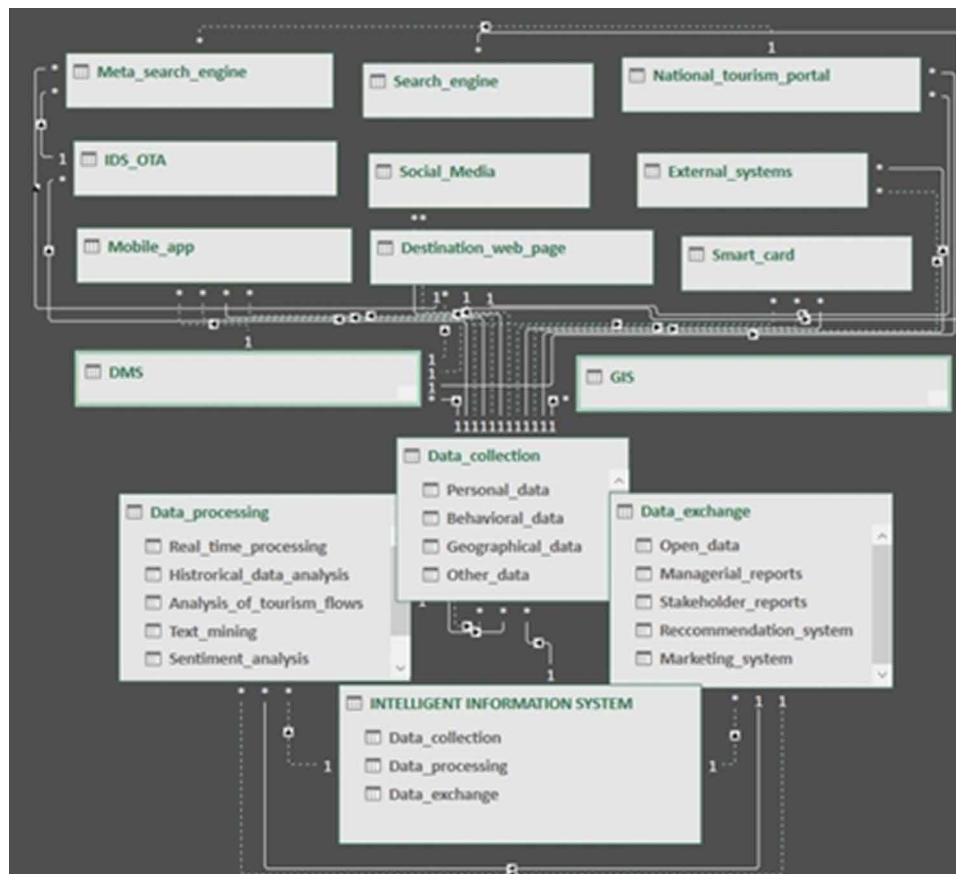 Meta_search_engine
Search_engine
National_tourism_portal
IDS_OTA
Social_Media
External_systems
Mobile_app
Destination_web_page
Smart_card
DMS
GIS
Data_collection
Personal_data
Behavioral_data
Geographical_data
Other_data
Data_processing
Real_time_processing
Histrorical_data_analysis
Analysis_of_tourism_flows
Text_mining
Sentiment_analysis
Data_exchange
Open_data
Managerial_reports
Stakeholder_reports
Reccommendation_system
Marketing_system
INTELLIGENT INFORMATION SYSTEM
Data_collection
Data_processing
Data_exchange